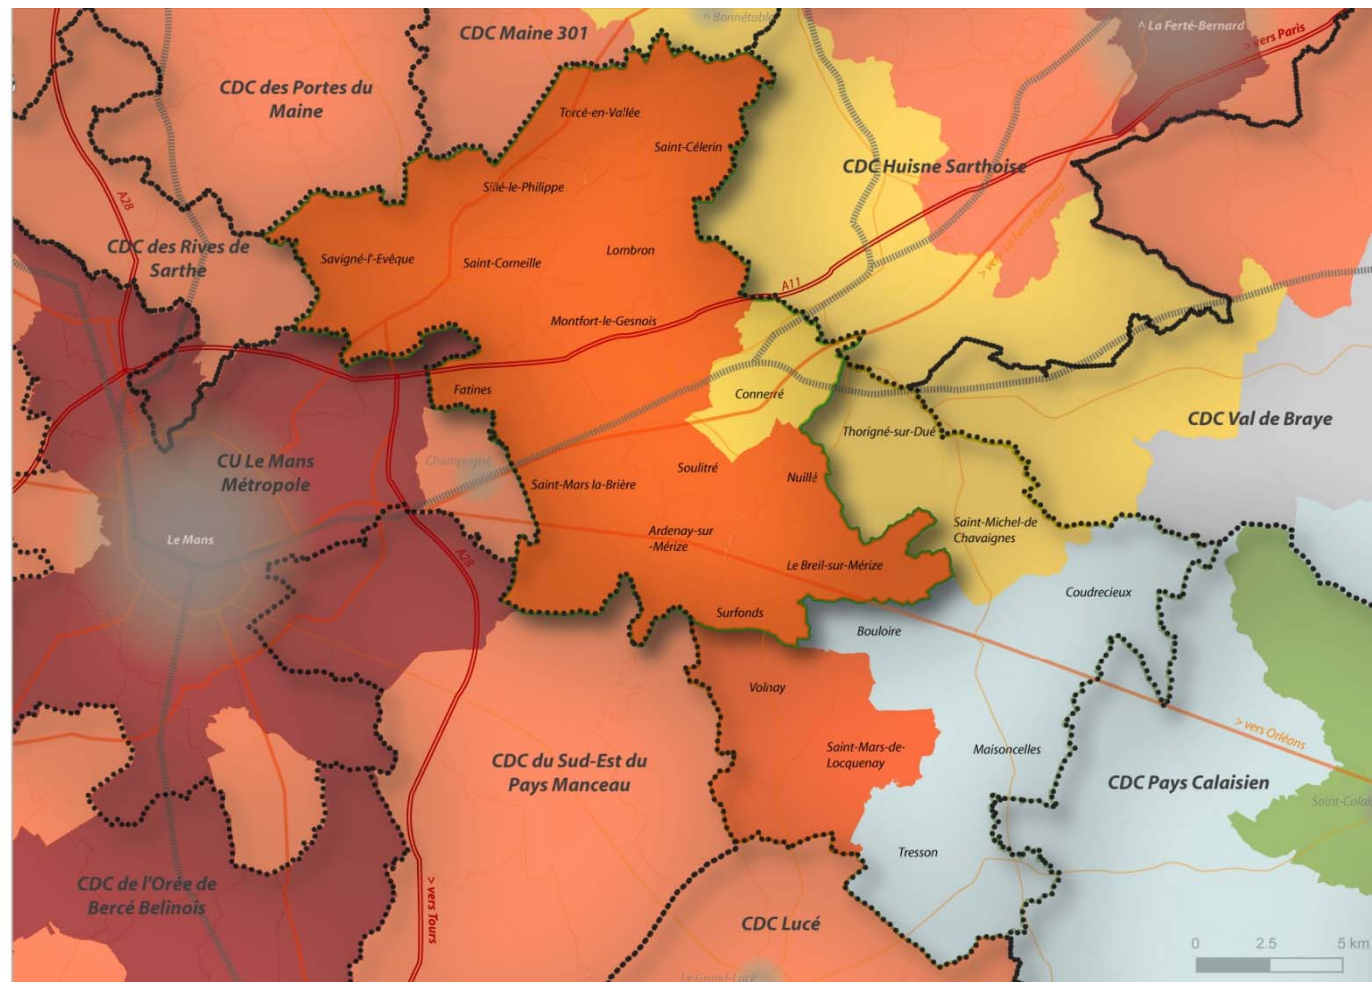 ^ Bonnétable
^ La Ferté-Bernard
CDC Maine 301
> vers Paris
CDC des Portes du
Maine
Torcé-en-Vallée
Saint-Célerin
CDC Huisne Sarthoise
Sillé-le-Philippe
A28
> vers La Ferté-Bernard
CDC des Rives de
Sarthe
Savigné-l'-Evêque
Saint-Corneille
Lombron
A11
Montfort-le-Gesnois
Fatines
Connerré
CDC Val de Braye
Thorigné-sur-Dué
CU Le Mans
Métropole
Champagné
Soulitré
Nuillé
Saint-Mars la-Brière
Le Mans
Ardenay-sur
-Mérize
Saint-Michel-de
Chavaignes
A28
Le Breil-sur-Mérize
Coudrecieux
Surfonds
Bouloire
Volnay
> vers Orléans
Saint-Mars-de-
Locquenay
Maisoncelles
CDC du Sud-Est du
Pays Manceau
CDC Pays Calaisien
Saint-Calais
Tresson
CDC de l'Orée de
Bercé Belinois
> vers Tours
CDC Lucé
Le Grand-Lucé
0 2.5 5 km